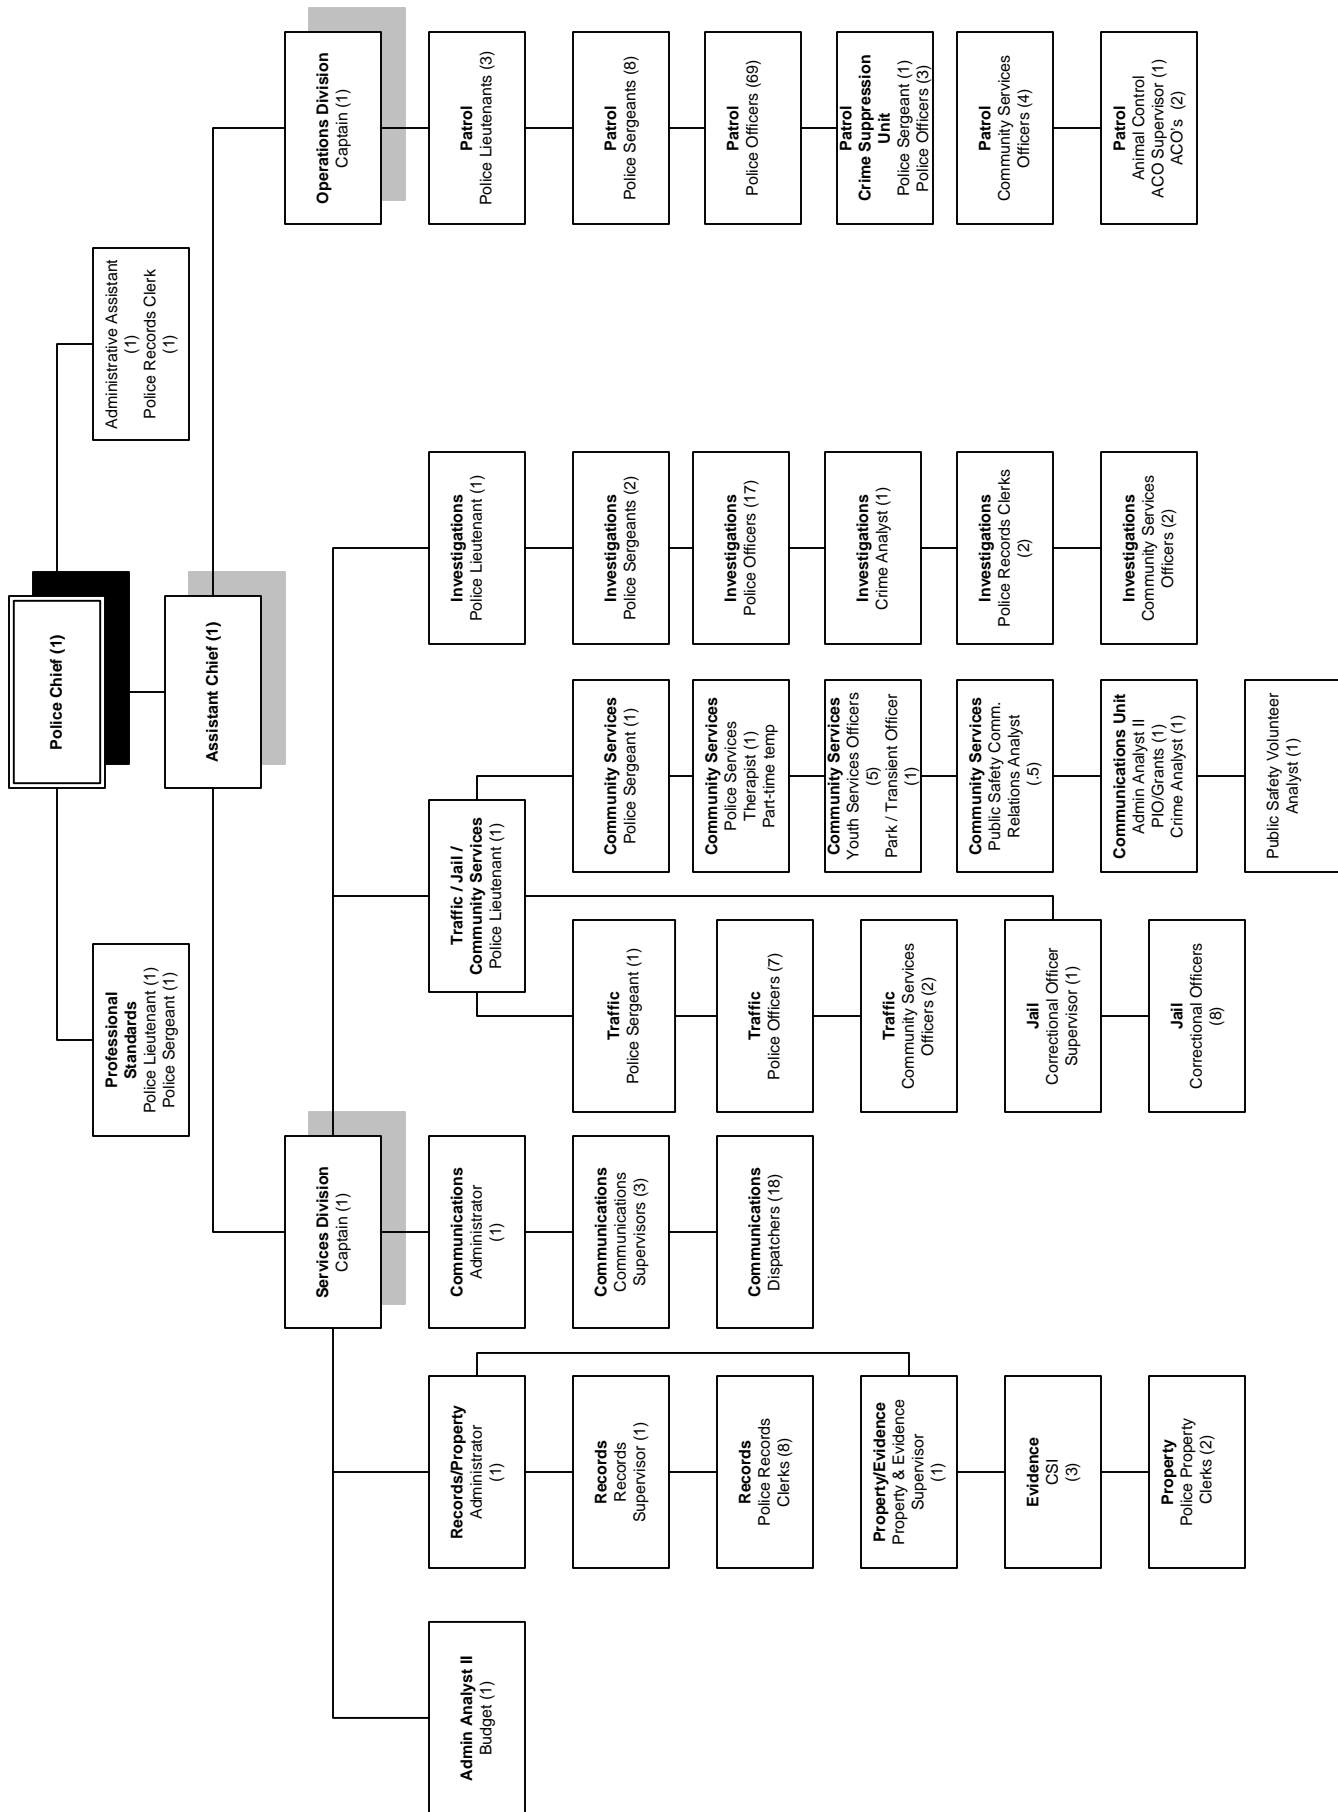 Police Chief (1)
Professional
Standards
Police Lieutenant (1)
Police Sergeant (1)
Administrative Assistant
(1)
Police Records Clerk
(1)
Assistant Chief (1)
Services Division
Captain (1)
Operations Division
Captain (1)
Admin Analyst II
Budget (1)
Records/Property
Administrator
(1)
Records
Records
Supervisor (1)
Records
Police Records
Clerks (8)
Property/Evidence
Property & Evidence
Supervisor
(1)
Evidence
CSI
(3)
Property
Police Property
Clerks (2)
Communications
Administrator
(1)
Communications
Communications
Supervisors (3)
Communications
Dispatchers (18)
Traffic / Jail /
Community Services
Police Lieutenant (1)
Traffic
Police Sergeant (1)
Traffic
Police Officers (7)
Traffic
Community Services
Officers (2)
Jail
Correctional Officer
Supervisor (1)
Jail
Correctional Officers
(8)
Community Services
Police Sergeant (1)
Community Services
Police Services
Therapist (1)
Part-time temp
Community Services
Youth Services Officers
(5)
Park / Transient Officer
(1)
Community Services
Public Safety Comm.
Relations Analyst
(.5)
Communications Unit
Admin Analyst II
PIO/Grants (1)
Crime Analyst (1)
Public Safety Volunteer
Analyst (1)
Investigations
Police Lieutenant (1)
Investigations
Police Sergeants (2)
Investigations
Police Officers (17)
Investigations
Crime Analyst (1)
Investigations
Police Records Clerks
(2)
Investigations
Community Services
Officers (2)
Patrol
Police Lieutenants (3)
Patrol
Police Sergeants (8)
Patrol
Police Officers (69)
Patrol
Crime Suppression
Unit
Police Sergeant (1)
Police Officers (3)
Patrol
Community Services
Officers (4)
Patrol
Animal Control
ACO Supervisor (1)
ACO's (2)